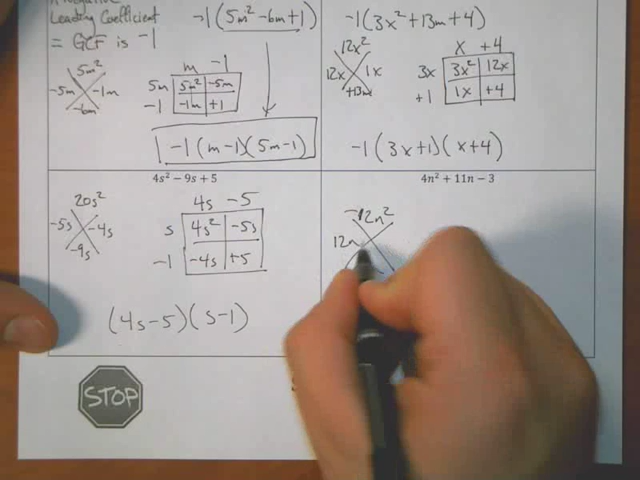 A Negative
Leading Coefficient
= GCF is -1
-1(5m² -6m+1)
5m²
-5m -1m
-6m
m -1
5m 5m² -5m
-1 -1m +1
-1(m-1)(5m-1)
-1(3x²+13m+4)
12x²
12x 1x
+13m
x +4
3x 3x² 12x
+1 1x +4
-1(3x+1)(x+4)
4s² − 9s + 5
20s²
-5s -4s
-9s
4s -5
s 4s² -5s
-1 -4s +5
(4s-5)(s-1)
4n² + 11n − 3
-12n²
12n
STOP